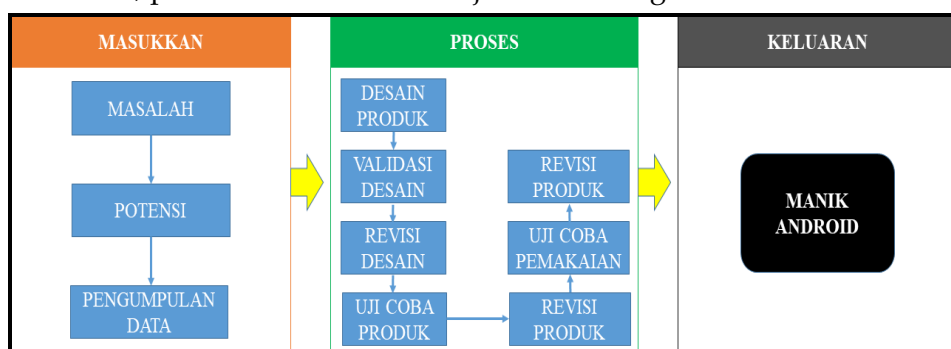 MASUKKAN
MASALAH
POTENSI
PENGUMPULAN
DATA
PROSES
DESAIN
PRODUK
VALIDASI
DESAIN
REVISI
DESAIN
UJI COBA
PRODUK
REVISI
PRODUK
UJI COBA
PEMAKAIAN
REVISI
PRODUK
KELUARAN
MANIK
ANDROID